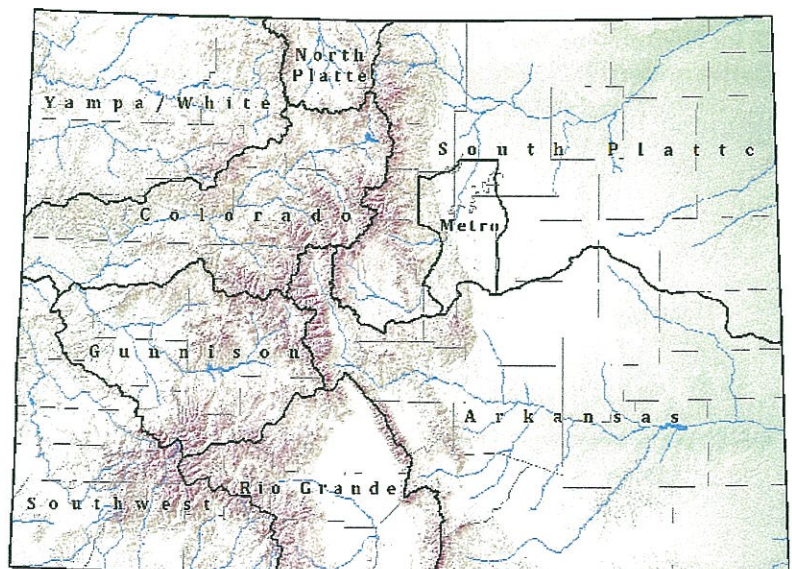 North
Platte
Yampa/White
South Platte
Colorado
Metro
Gunnison
Arkansas
Rio Grande
Southwest